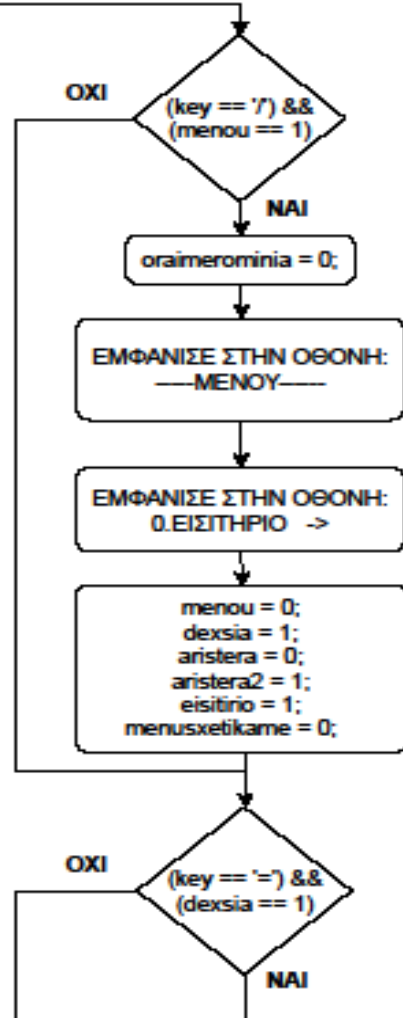 (key == '/') &&
(menou == 1)
ΟΧΙ
ΝΑΙ
oraimerominia = 0;
ΕΜΦΑΝΙΣΕ ΣΤΗΝ ΟΘΟΝΗ:
-----ΜΕΝΟΥ------
ΕΜΦΑΝΙΣΕ ΣΤΗΝ ΟΘΟΝΗ:
0.ΕΙΣΙΤΗΡΙΟ ->
menou = 0;
dexsia = 1;
aristera = 0;
aristera2 = 1;
eisitirio = 1;
menusxetikame = 0;
ΟΧΙ
(key == '=') &&
(dexsia == 1)
ΝΑΙ